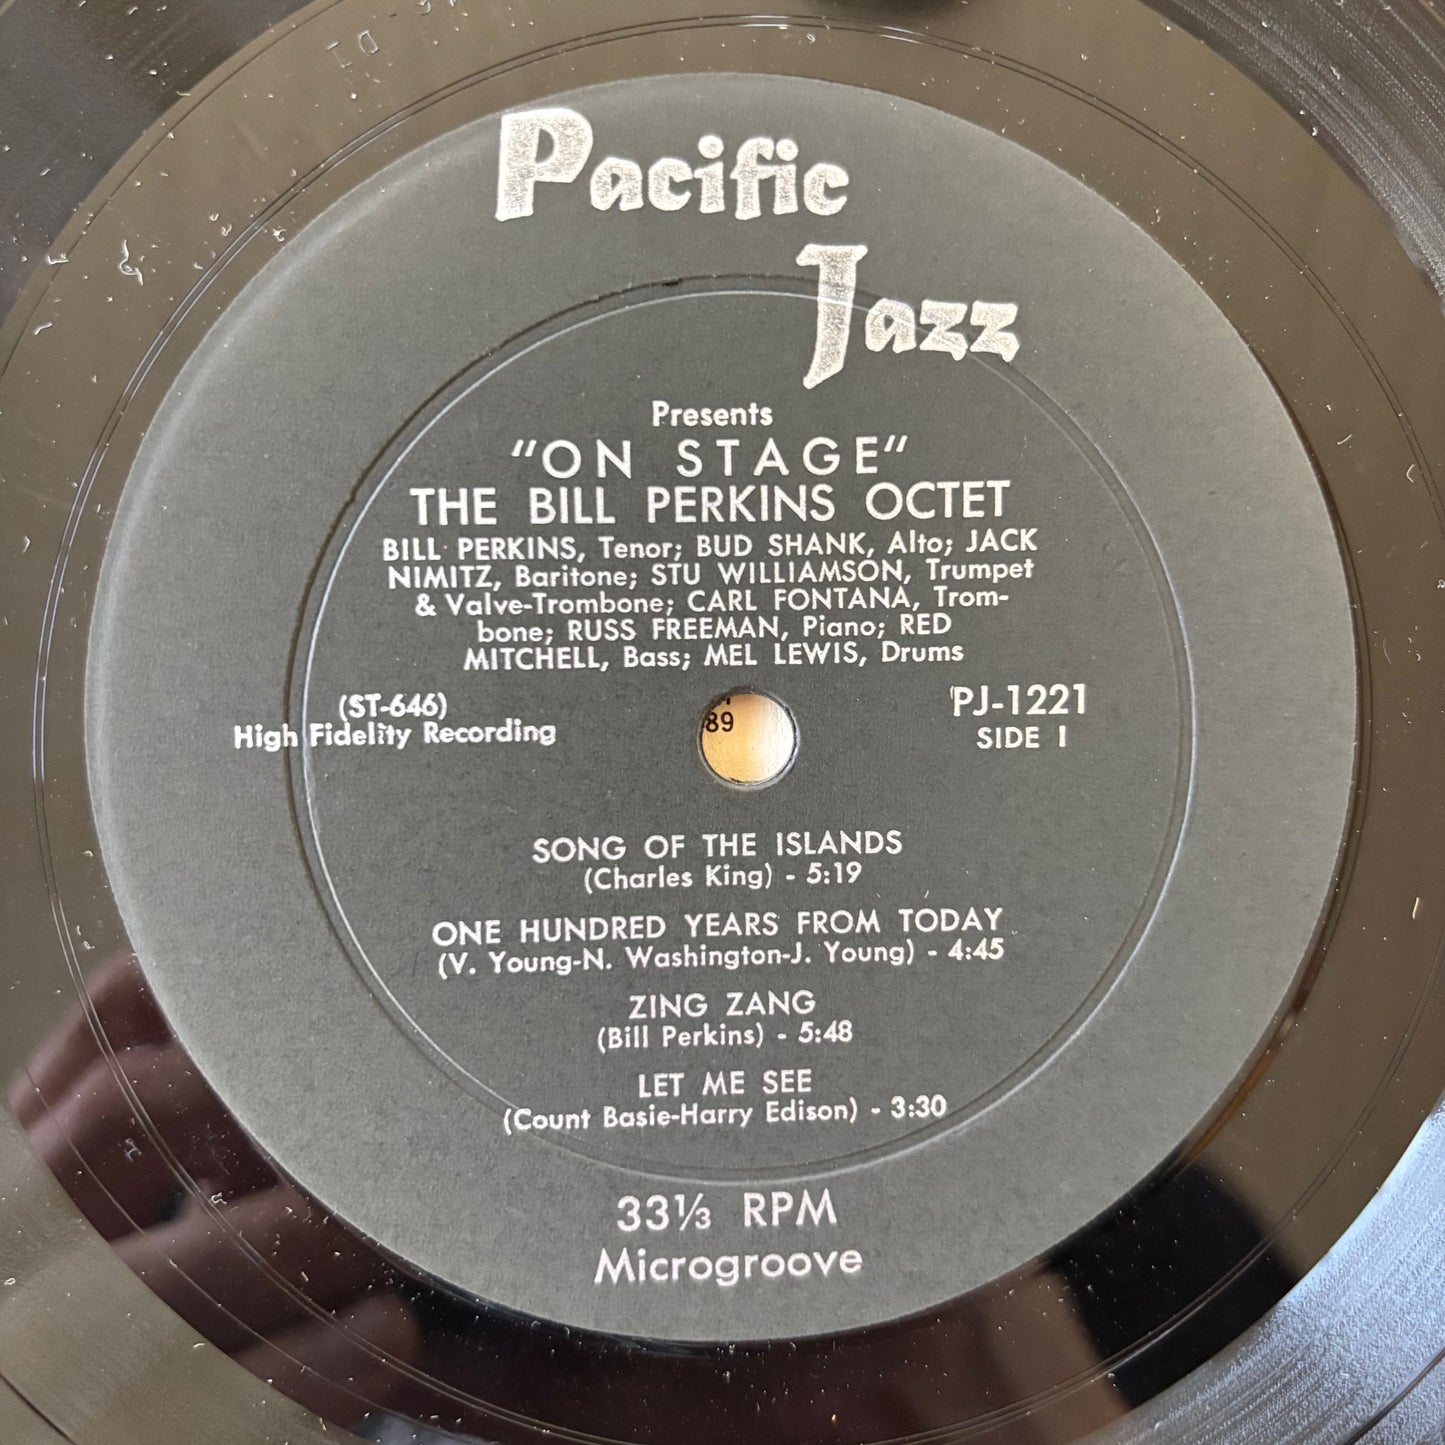 Pacific
Jazz
Presents
"ON STAGE"
THE BILL PERKINS OCTET
BILL PERKINS, Tenor; BUD SHANK, Alto; JACK
NIMITZ, Baritone; STU WILLIAMSON, Trumpet
& Valve-Trombone; CARL FONTANA, Trom-
bone; RUSS FREEMAN, Piano; RED
MITCHELL, Bass; MEL LEWIS, Drums
(ST-646)
High Fidelity Recording
PJ-1221
SIDE 1
89
SONG OF THE ISLANDS
(Charles King) - 5:19
ONE HUNDRED YEARS FROM TODAY
(V. Young-N. Washington-J. Young) - 4:45
ZING ZANG
(Bill Perkins) - 5:48
LET ME SEE
(Count Basie-Harry Edison) - 3:30
33⅓ RPM
Microgroove